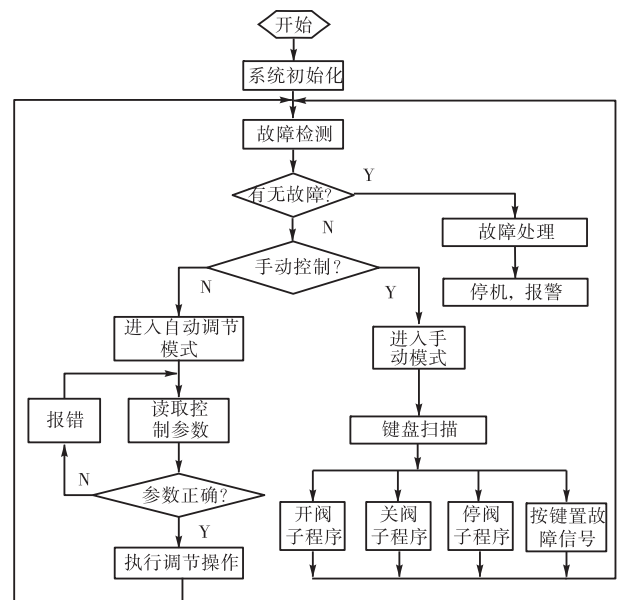 开始
系统初始化
故障检测
有无故障?
Y
N
故障处理
停机，报警
手动控制?
N
Y
进入自动调节
模式
进入手
动模式
报错
读取控
制参数
键盘扫描
参数正确?
N
Y
开阀
子程序
关阀
子程序
停阀
子程序
按键置故
障信号
执行调节操作